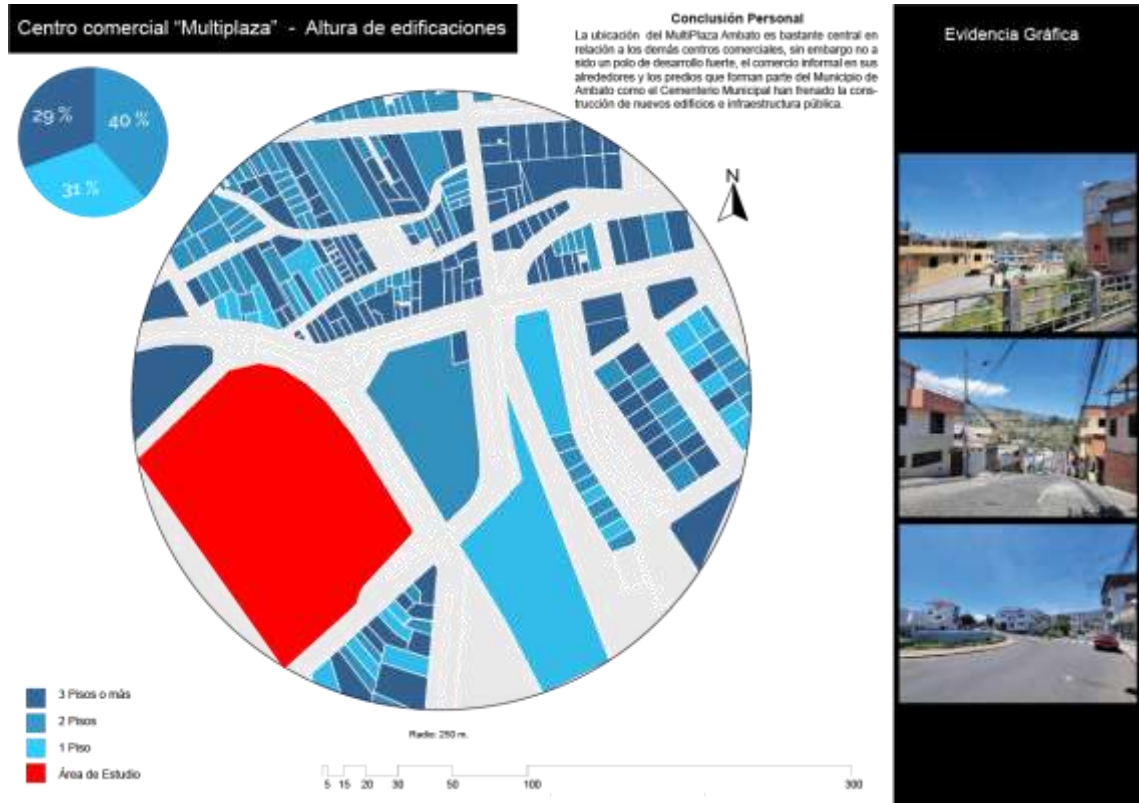 Centro comercial "Multiplaza" - Altura de edificaciones
Conclusión Personal
La ubicación del MultiPlaza Ambato es bastante central en
relación a los demás centros comerciales, sin embargo no a
sido un polo de desarrollo fuerte, el comercio informal en sus
alrededores y los predios que forman parte del Municipio de
Ambato como el Cementerio Municipal han frenado la cons-
trucción de nuevos edificios e infraestructura pública.
Evidencia Gráfica
29 %
40 %
31 %
N
3 Pisos o más
2 Pisos
1 Piso
Área de Estudio
Radio: 250 m.
5 15 20 30 50 100 300